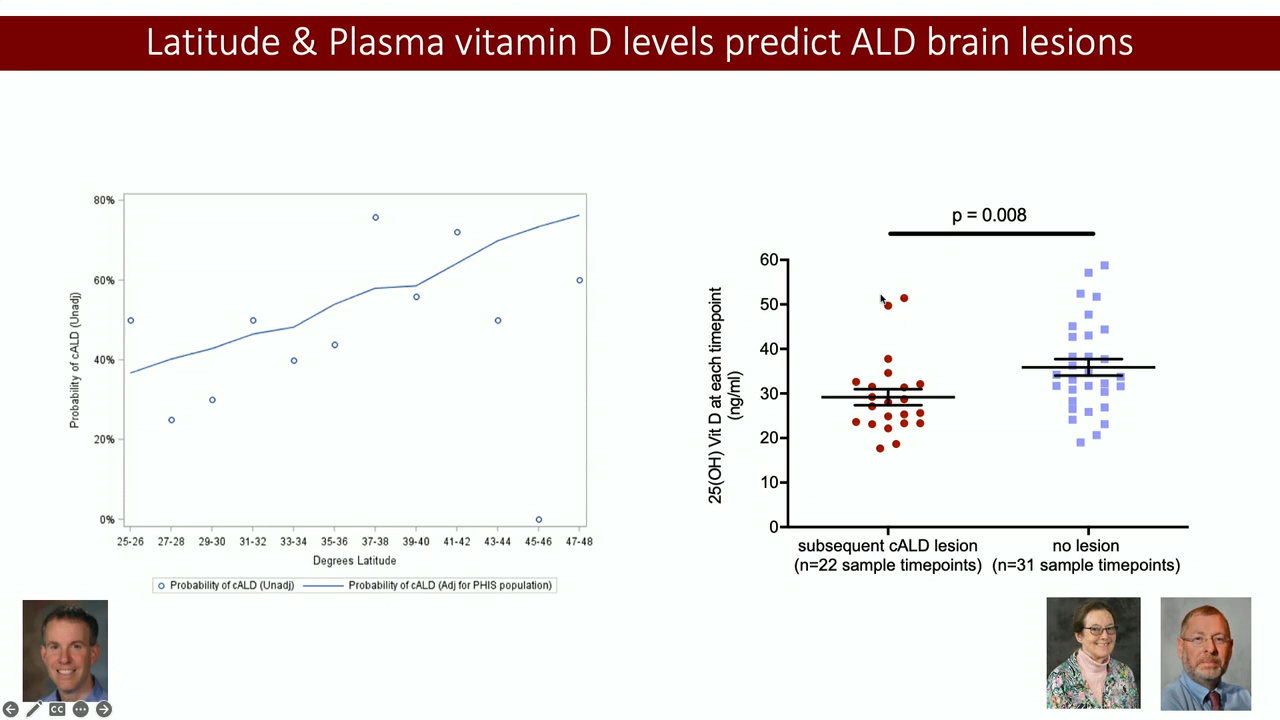 Latitude & Plasma vitamin D levels predict ALD brain lesions
80%
60%
40%
20%
0%
Probability of cALD (Unadj)
25-26 27-28 29-30 31-32 33-34 35-36 37-38 39-40 41-42 43-44 45-46 47-48
Degrees Latitude
Probability of cALD (Unadj) Probability of cALD (Adj for PHIS population)
p = 0.008
60
50
40
30
20
10
0
25(OH) Vit D at each timepoint
(ng/ml)
subsequent cALD lesion
(n=22 sample timepoints)
no lesion
(n=31 sample timepoints)
CC